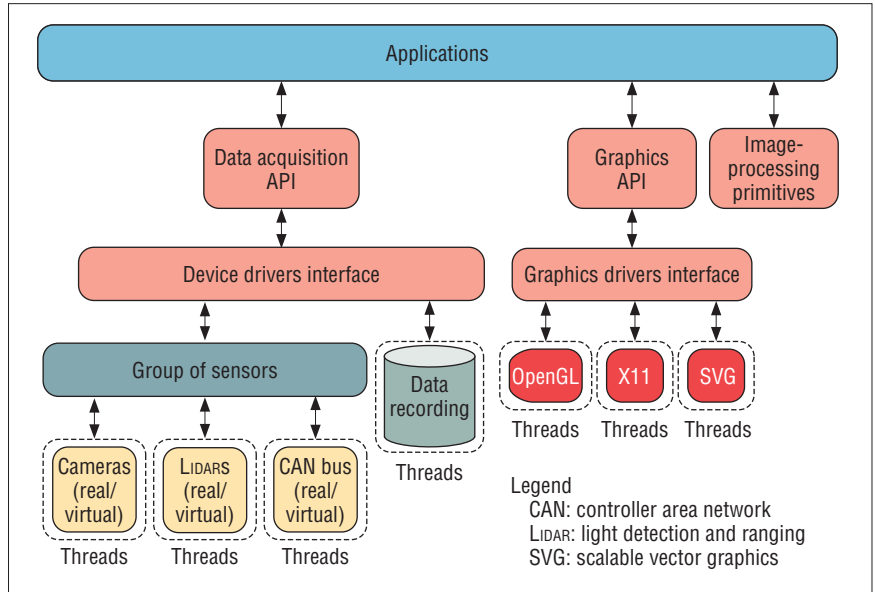 Applications
Data acquisition
API
Graphics
API
Image-
processing
primitives
Device drivers interface
Graphics drivers interface
Group of sensors
Data
recording
OpenGL
X11
SVG
Threads
Threads
Threads
Threads
Cameras
(real/
virtual)
LIDARs
(real/
virtual)
CAN bus
(real/
virtual)
Threads
Threads
Threads
Legend
CAN: controller area network
LIDAR: light detection and ranging
SVG: scalable vector graphics